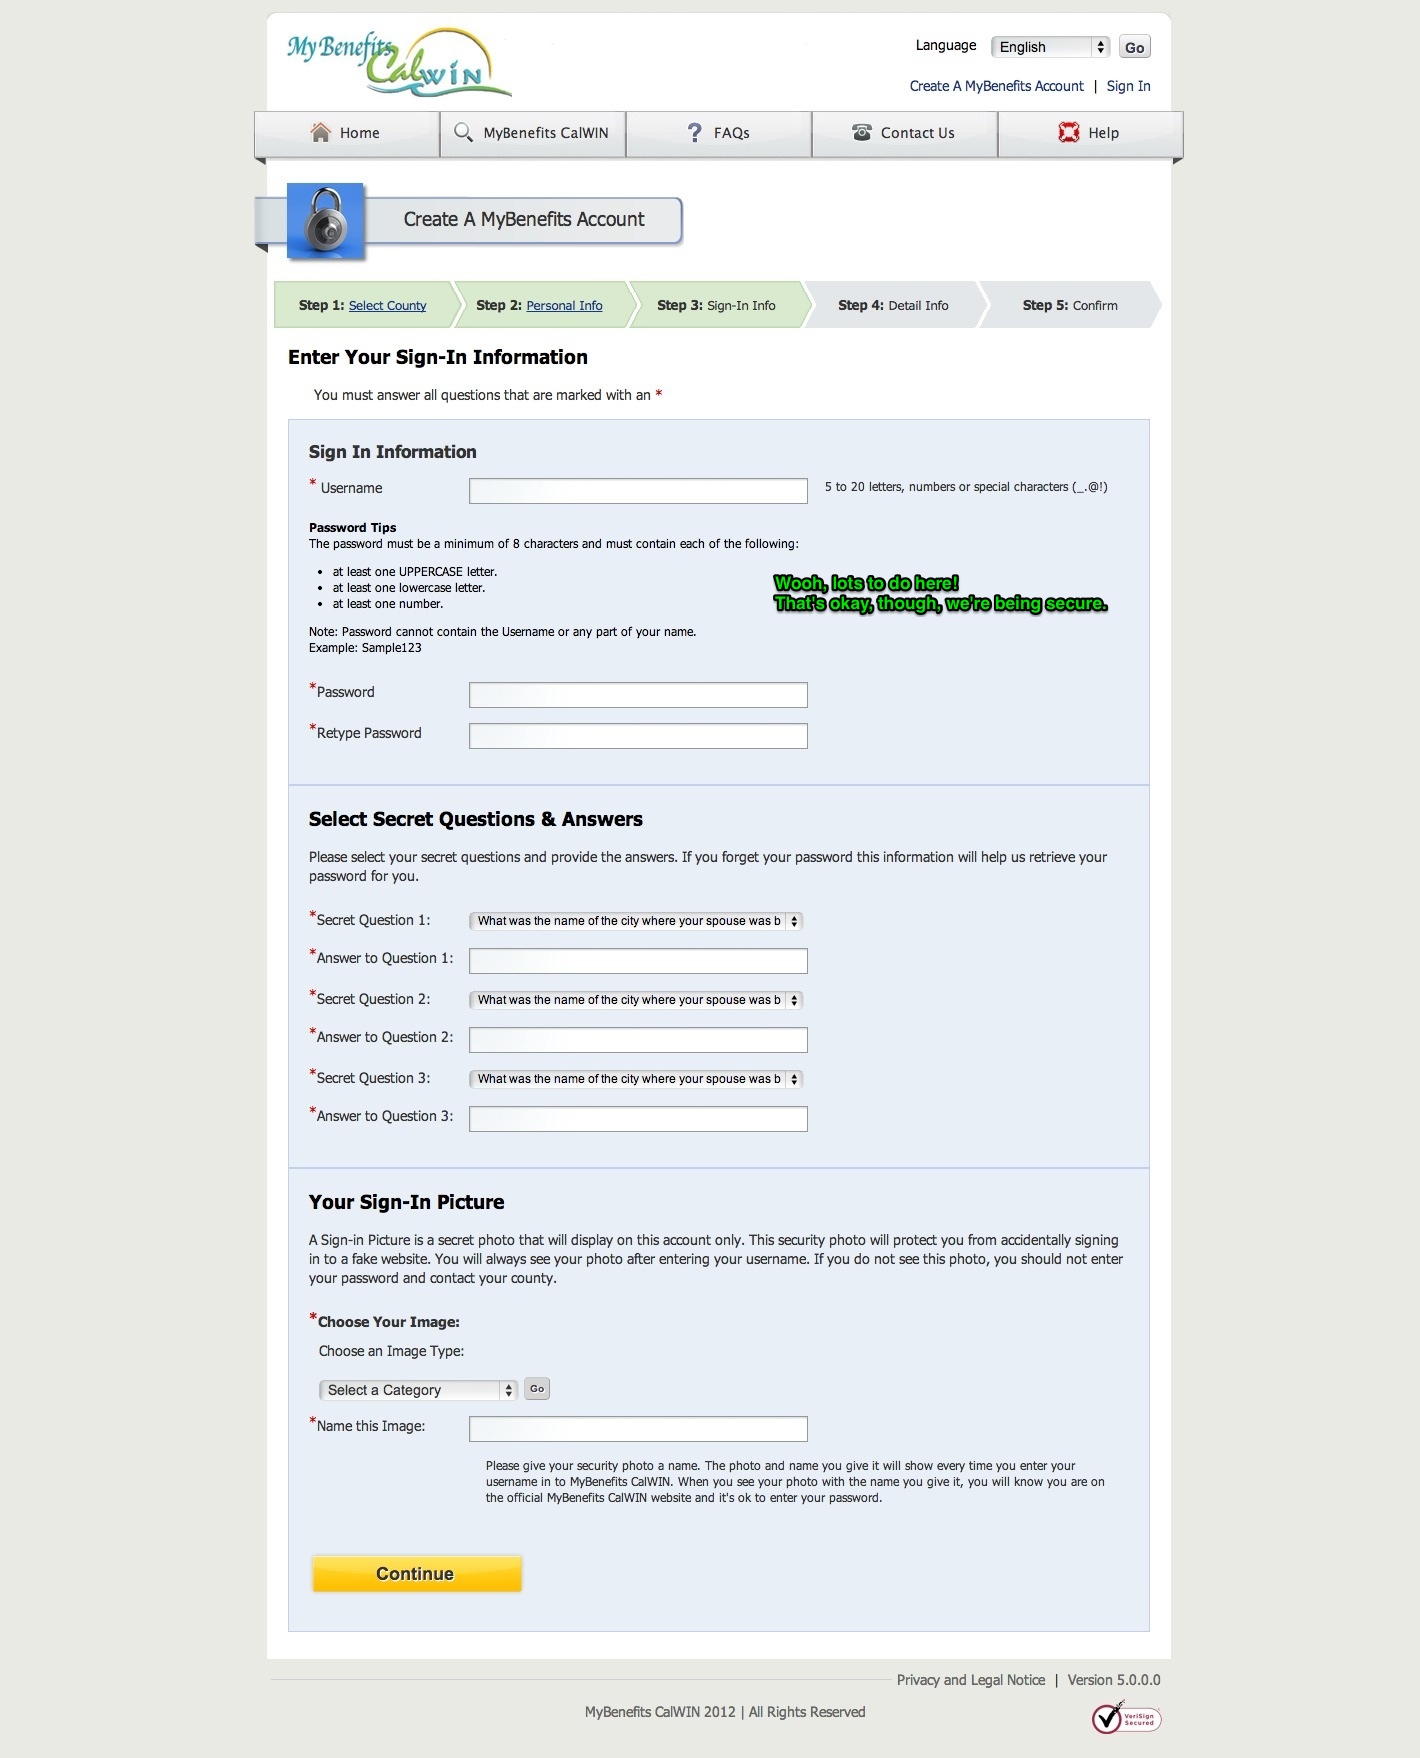 My Benefits CalWIN
Language English Go
Create A MyBenefits Account | Sign In
Home MyBenefits CalWIN FAQs Contact Us Help
Create A MyBenefits Account
Step 1: Select County Step 2: Personal Info Step 3: Sign-In Info Step 4: Detail Info Step 5: Confirm
Enter Your Sign-In Information
You must answer all questions that are marked with an *
Sign In Information
* Username 5 to 20 letters, numbers or special characters (_.@!)
Password Tips
The password must be a minimum of 8 characters and must contain each of the following:
• at least one UPPERCASE letter.
• at least one lowercase letter.
• at least one number.
Wooh, lots to do here!
That's okay, though, we're being secure.
Note: Password cannot contain the Username or any part of your name.
Example: Sample123
*Password
*Retype Password
Select Secret Questions & Answers
Please select your secret questions and provide the answers. If you forget your password this information will help us retrieve your
password for you.
*Secret Question 1: What was the name of the city where your spouse was b
*Answer to Question 1:
*Secret Question 2: What was the name of the city where your spouse was b
*Answer to Question 2:
*Secret Question 3: What was the name of the city where your spouse was b
*Answer to Question 3:
Your Sign-In Picture
A Sign-in Picture is a secret photo that will display on this account only. This security photo will protect you from accidentally signing
in to a fake website. You will always see your photo after entering your username. If you do not see this photo, you should not enter
your password and contact your county.
*Choose Your Image:
Choose an Image Type:
Select a Category Go
*Name this Image:
Please give your security photo a name. The photo and name you give it will show every time you enter your
username in to MyBenefits CalWIN. When you see your photo with the name you give it, you will know you are on
the official MyBenefits CalWIN website and it's ok to enter your password.
Continue
Privacy and Legal Notice | Version 5.0.0.0
MyBenefits CalWIN 2012 | All Rights Reserved
VeriSign
Secured